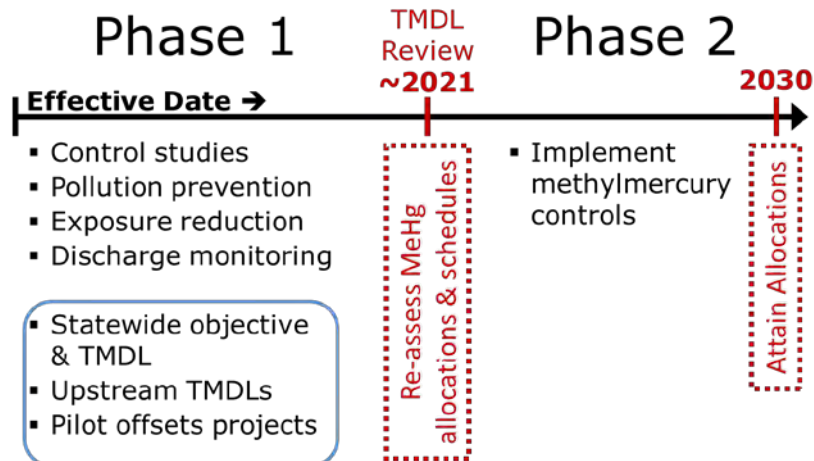 Phase 1
TMDL
Review
~2021
Phase 2
2030
Effective Date →
▪ Control studies
▪ Pollution prevention
▪ Exposure reduction
▪ Discharge monitoring
▪ Statewide objective
& TMDL
▪ Upstream TMDLs
▪ Pilot offsets projects
Re-assess MeHg
allocations & schedules
▪ Implement
methylmercury
controls
Attain Allocations